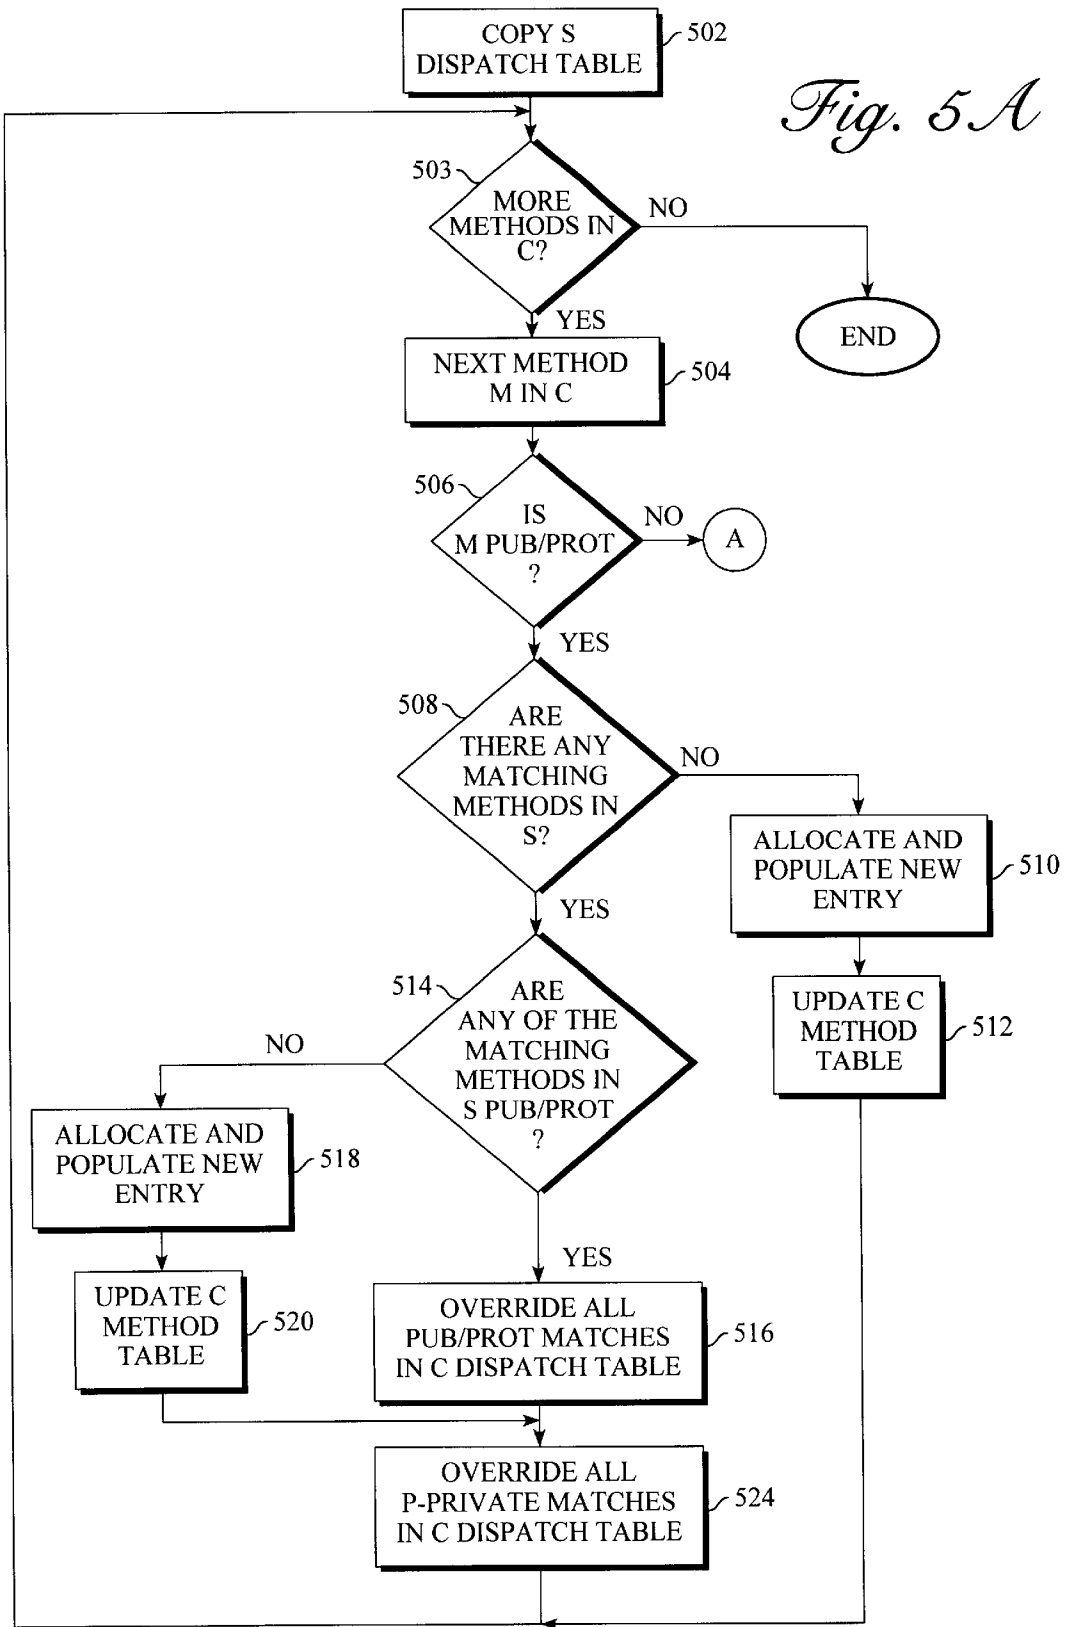 COPY S
DISPATCH TABLE
502
Fig. 5A
503
MORE
METHODS IN
C?
NO
YES
END
NEXT METHOD
M IN C
504
506
IS
M PUB/PROT
?
NO
A
YES
508
ARE
THERE ANY
MATCHING
METHODS IN
S?
NO
YES
ALLOCATE AND
POPULATE NEW
ENTRY
510
514
ARE
ANY OF THE
MATCHING
METHODS IN
S PUB/PROT
?
NO
UPDATE C
METHOD
TABLE
512
ALLOCATE AND
POPULATE NEW
ENTRY
518
YES
UPDATE C
METHOD
TABLE
520
OVERRIDE ALL
PUB/PROT MATCHES
IN C DISPATCH TABLE
516
OVERRIDE ALL
P-PRIVATE MATCHES
IN C DISPATCH TABLE
524